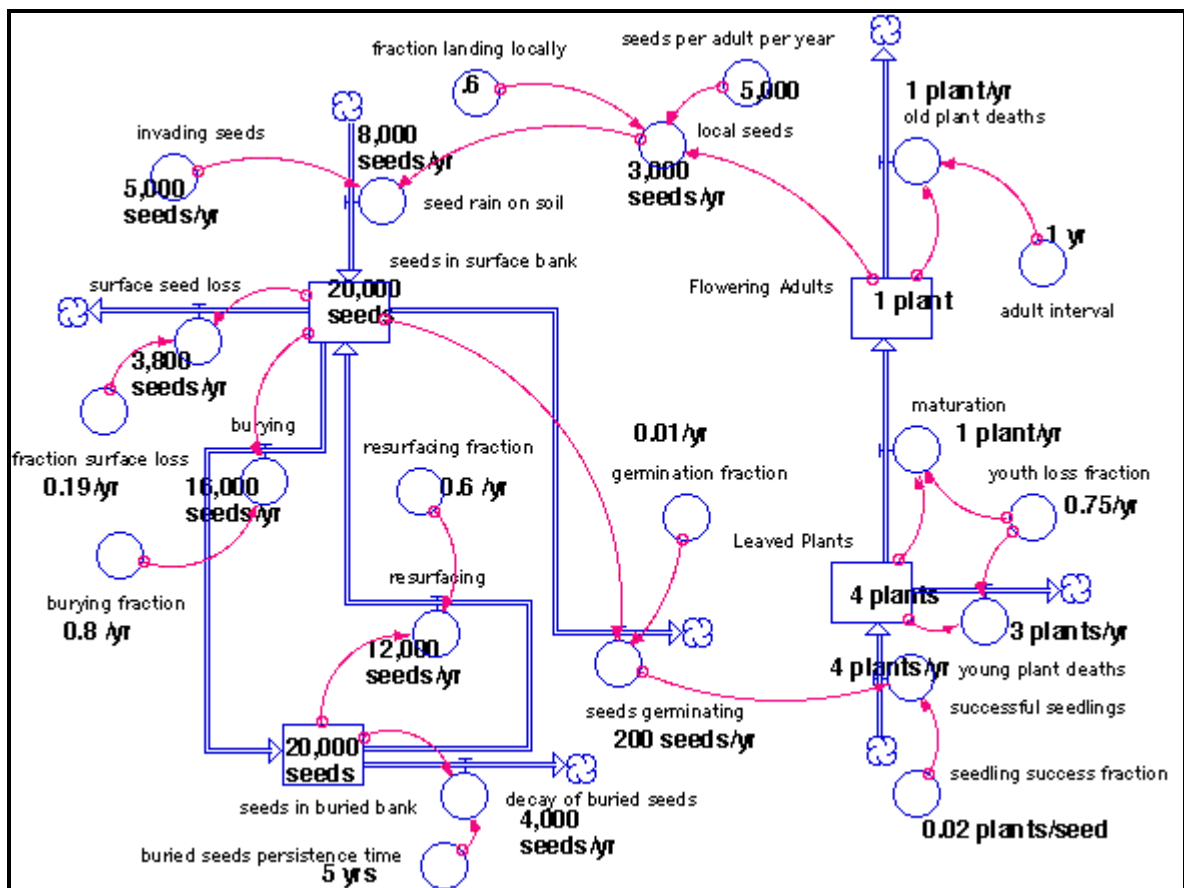 fraction landing locally
.6
seeds per adult per year
5,000
1 plant/yr
old plant deaths
invading seeds
5,000
seeds/yr
8,000
seeds/yr
seed rain on soil
local seeds
3,000
seeds/yr
1 yr
adult interval
seeds in surface bank
20,000
seeds
surface seed loss
3,800
seeds/yr
Flowering Adults
1 plant
fraction surface loss
0.19/yr
burying
16,000
seeds/yr
resurfacing fraction
0.6 /yr
0.01/yr
germination fraction
maturation
1 plant/yr
youth loss fraction
0.75/yr
burying fraction
0.8 /yr
resurfacing
12,000
seeds/yr
Leaved Plants
4 plants
3 plants/yr
young plant deaths
4 plants/yr
successful seedlings
seeds germinating
200 seeds/yr
20,000
seeds
seeds in buried bank
decay of buried seeds
4,000
seeds/yr
buried seeds persistence time
5 yrs
seedling success fraction
0.02 plants/seed